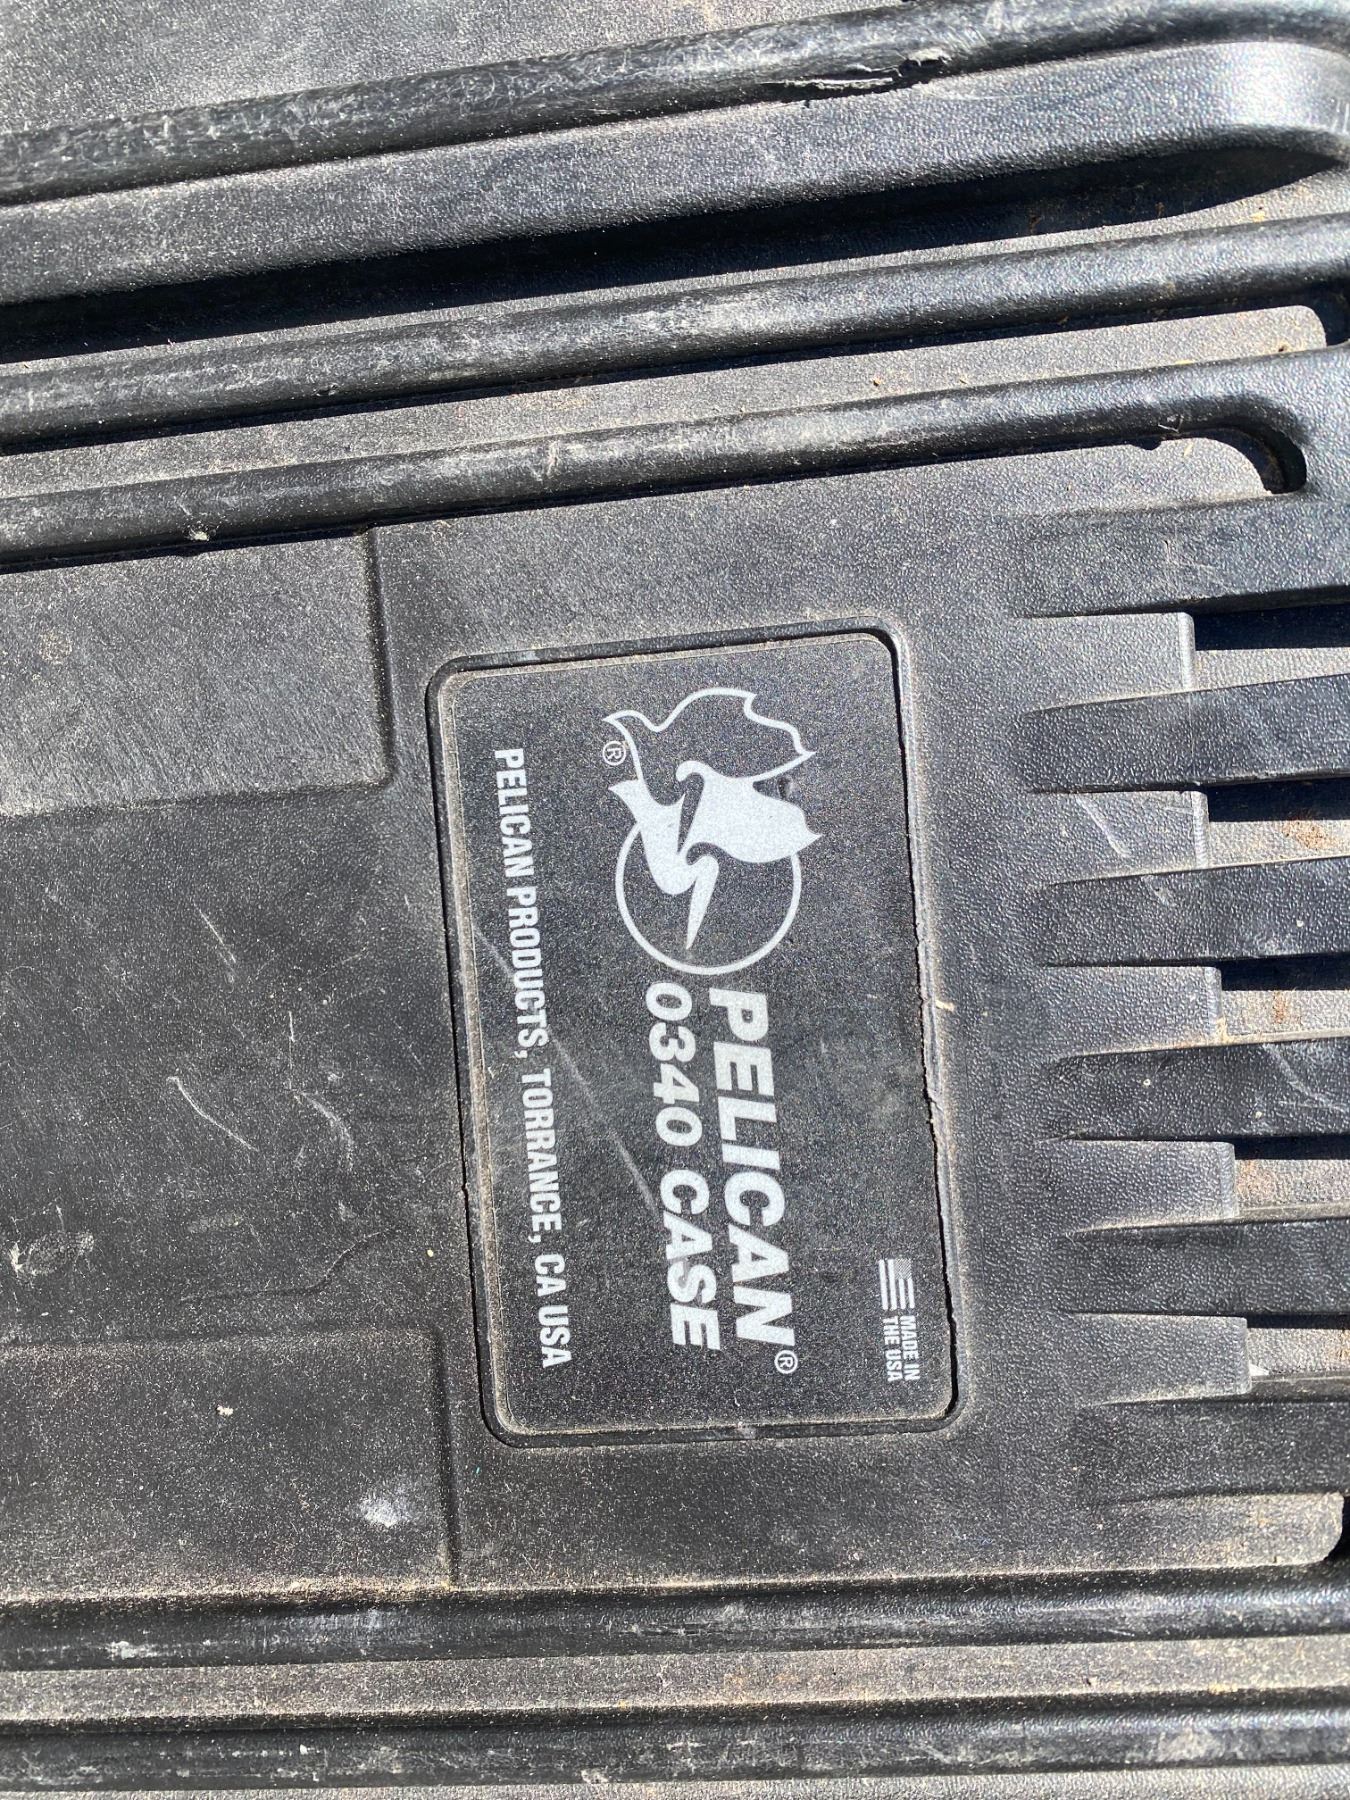 ®
PELICAN®
0340 CASE
PELICAN PRODUCTS, TORRANCE, CA USA
MADE IN
THE USA